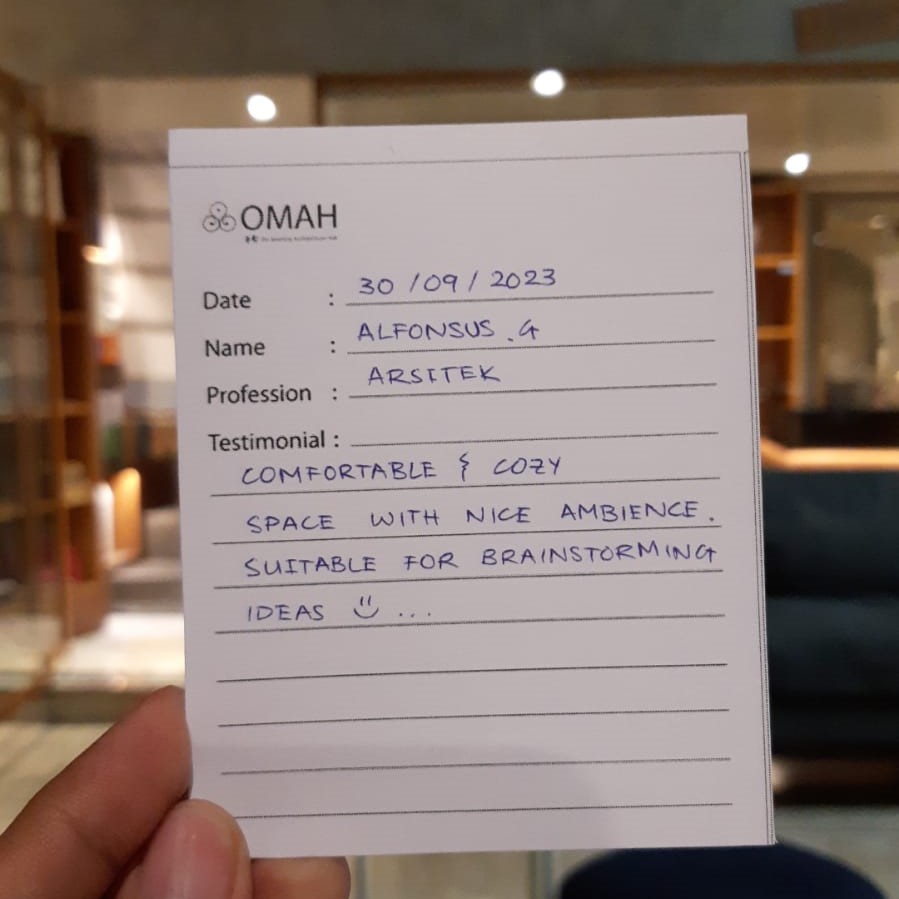 OMAH
Date : 30 / 09 / 2023
Name : ALFONSUS . G
Profession : ARSITEK
Testimonial :
COMFORTABLE & COZY
SPACE WITH NICE AMBIENCE.
SUITABLE FOR BRAINSTORMING
IDEAS ...